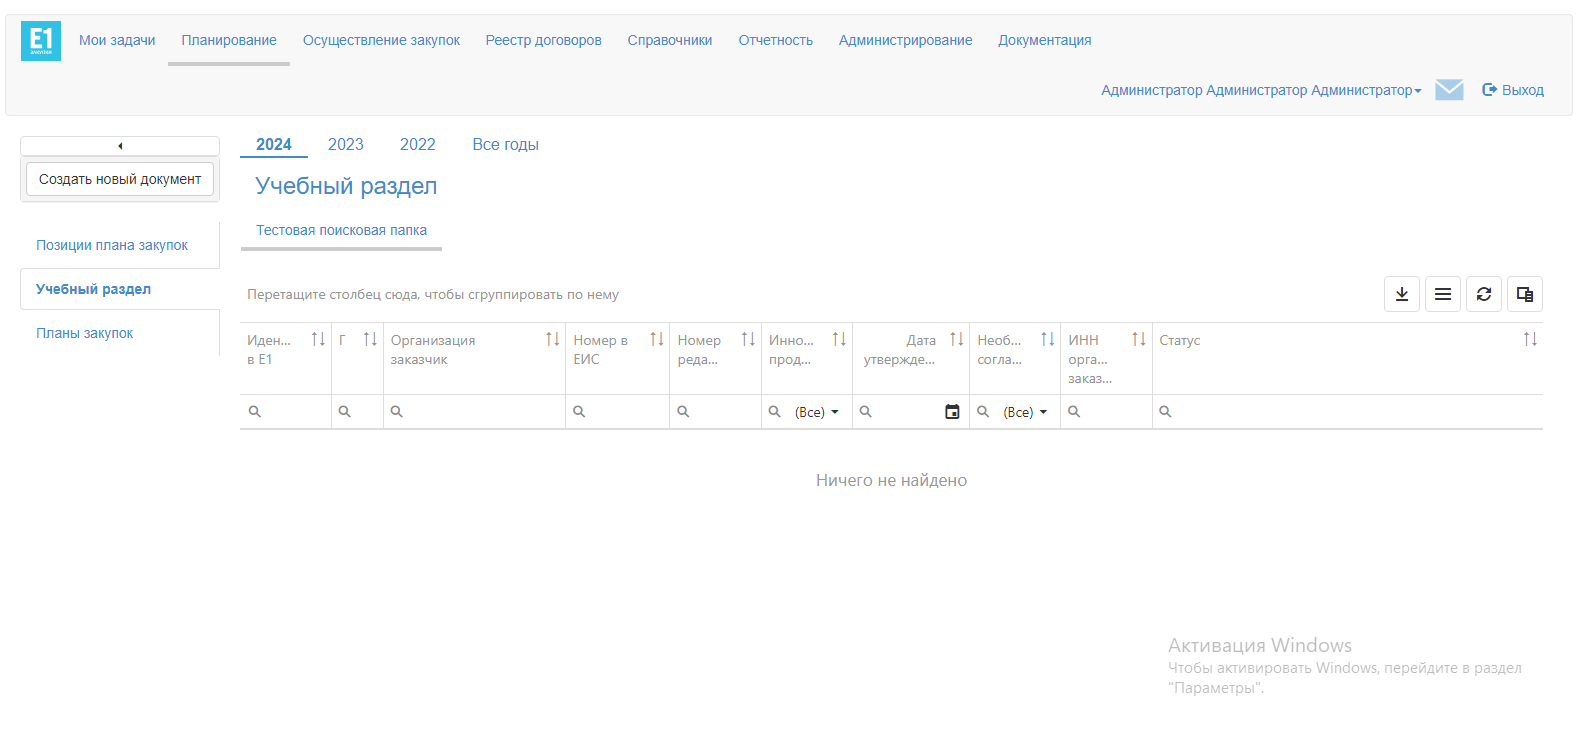 E1
ЗАКУПКИ
Мои задачи Планирование Осуществление закупок Реестр договоров Справочники Отчетность Администрирование Документация
Администратор Администратор Администратор Выход
2024 2023 2022 Все годы
Создать новый документ
Учебный раздел
Тестовая поисковая папка
Позиции плана закупок
Учебный раздел
Планы закупок
Перетащите столбец сюда, чтобы сгруппировать по нему
Иден... Г Организация Номер в Номер Инно... Дата Необ... ИНН Статус
в Е1 заказчик ЕИС реда... прод... утвержде... согла... орга...
заказ...
(Все) (Все)
Ничего не найдено
Активация Windows
Чтобы активировать Windows, перейдите в раздел
"Параметры".